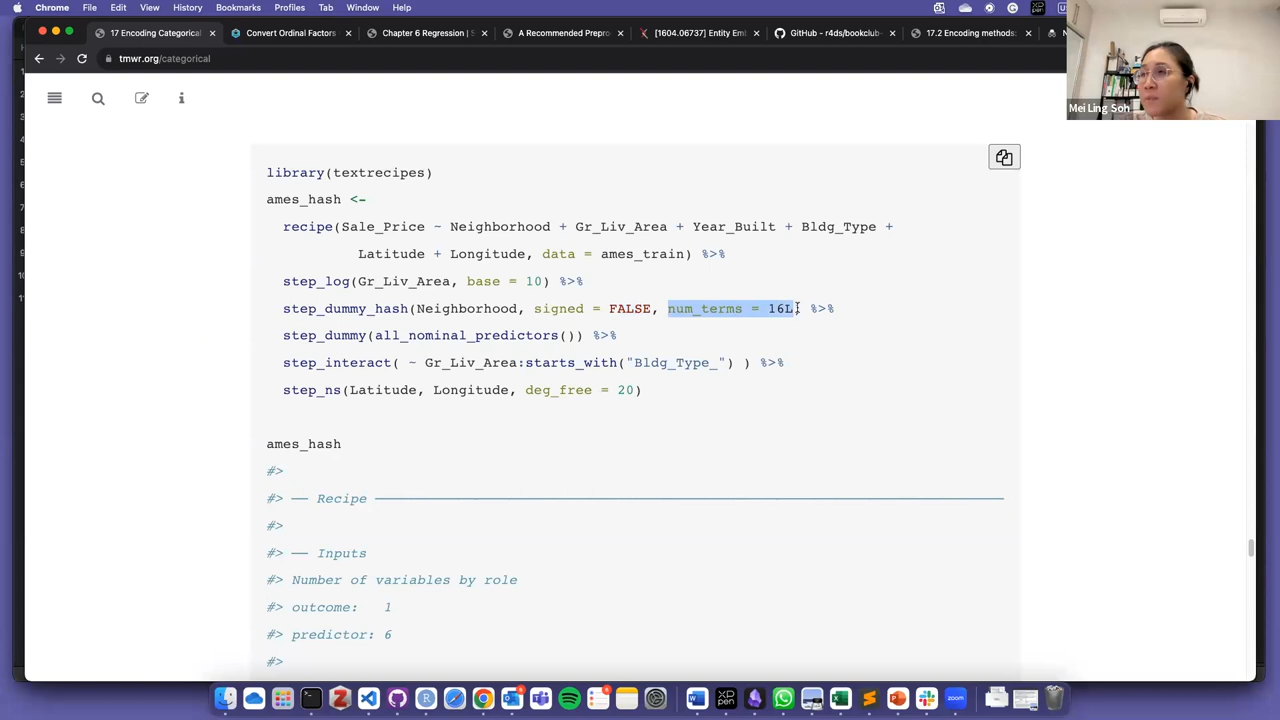 Chrome File Edit View History Bookmarks Profiles Tab Window Help
17 Encoding Categorical
Convert Ordinal Factors
Chapter 6 Regression | S
A Recommended Prepro
[1604.06737] Entity Emb
GitHub - r4ds/bookclub-
17.2 Encoding methods:
tmwr.org/categorical
Mei Ling Soh
library(textrecipes)
ames_hash <-
recipe(Sale_Price ~ Neighborhood + Gr_Liv_Area + Year_Built + Bldg_Type +
Latitude + Longitude, data = ames_train) %>%
step_log(Gr_Liv_Area, base = 10) %>%
step_dummy_hash(Neighborhood, signed = FALSE, num_terms = 16L) %>%
step_dummy(all_nominal_predictors()) %>%
step_interact( ~ Gr_Liv_Area:starts_with("Bldg_Type_") ) %>%
step_ns(Latitude, Longitude, deg_free = 20)
ames_hash
#>
#> ── Recipe ──────────
#>
#> ── Inputs
#> Number of variables by role
#> outcome: 1
#> predictor: 6
#>